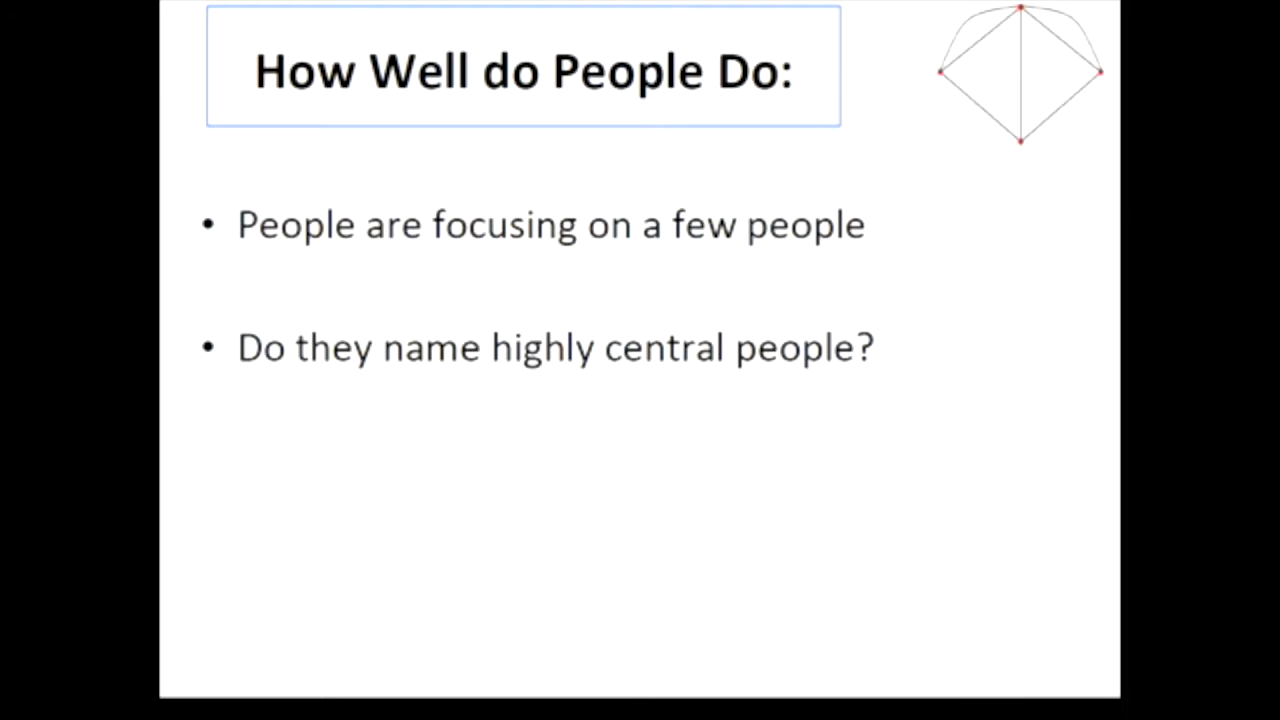 How Well do People Do:
• People are focusing on a few people
• Do they name highly central people?